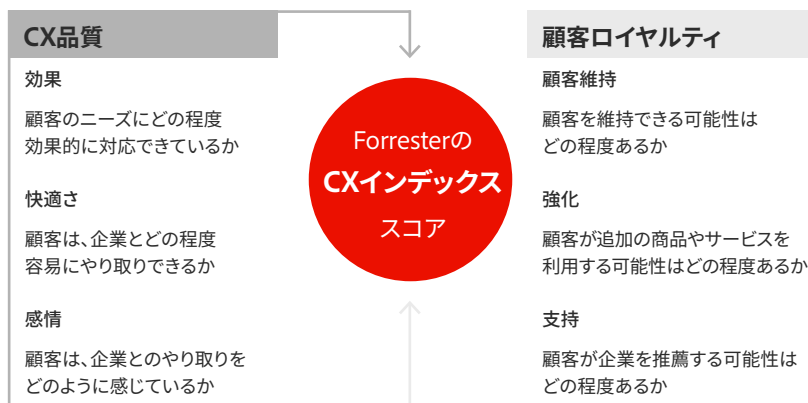 CX品質
効果
顧客のニーズにどの程度
効果的に対応できているか
快適さ
顧客は、企業とどの程度
容易にやり取りできるか
感情
顧客は、企業とのやり取りを
どのように感じているか
Forresterの
CXインデックス
スコア
顧客ロイヤルティ
顧客維持
顧客を維持できる可能性は
どの程度あるか
強化
顧客が追加の商品やサービスを
利用する可能性はどの程度あるか
支持
顧客が企業を推薦する可能性は
どの程度あるか